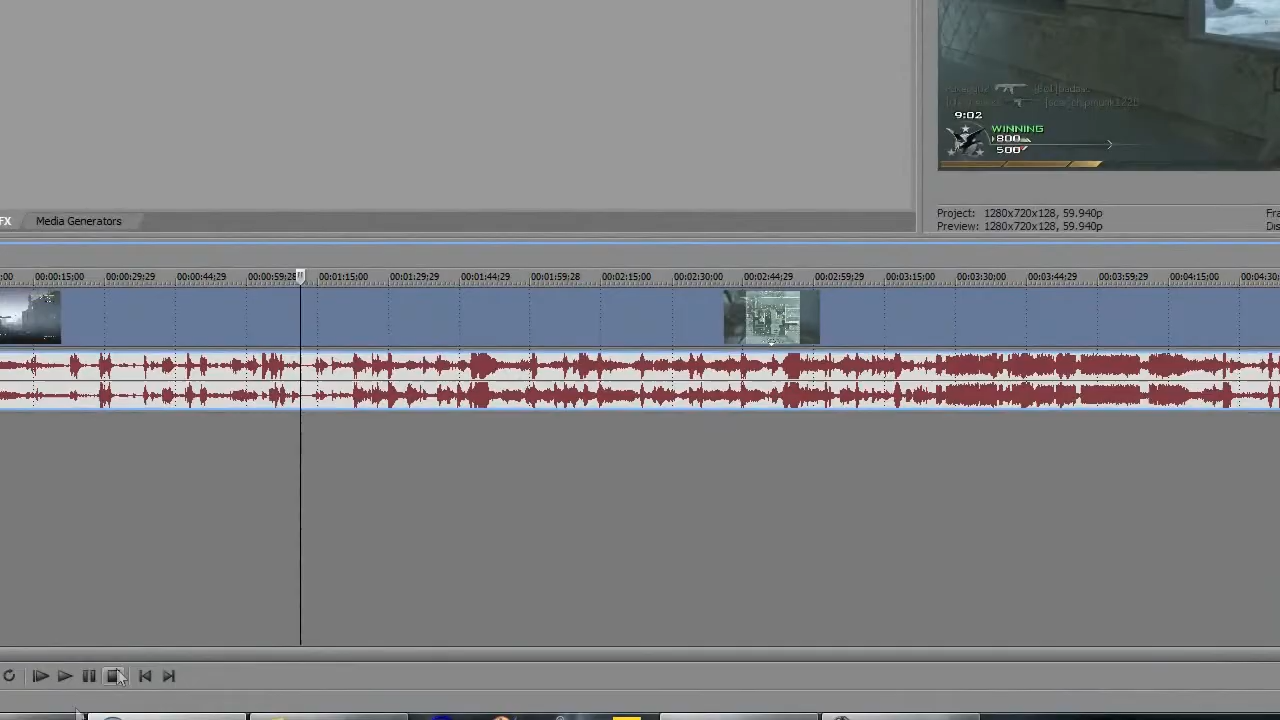 9:02
WINNING
800
500
FX Media Generators
Project: 1280x720x128, 59.940p Fra
Preview: 1280x720x128, 59.940p Dis
:00 00:00:15;00 00:00:29;29 00:00:44;29 00:00:59;28 00:01:15;00 00:01:29;29 00:01:44;29 00:01:59;28 00:02:15;00 00:02:30;00 00:02:44;29 00:02:59;29 00:03:15;00 00:03:30;00 00:03:44;29 00:03:59;29 00:04:15;00 00:04:30;